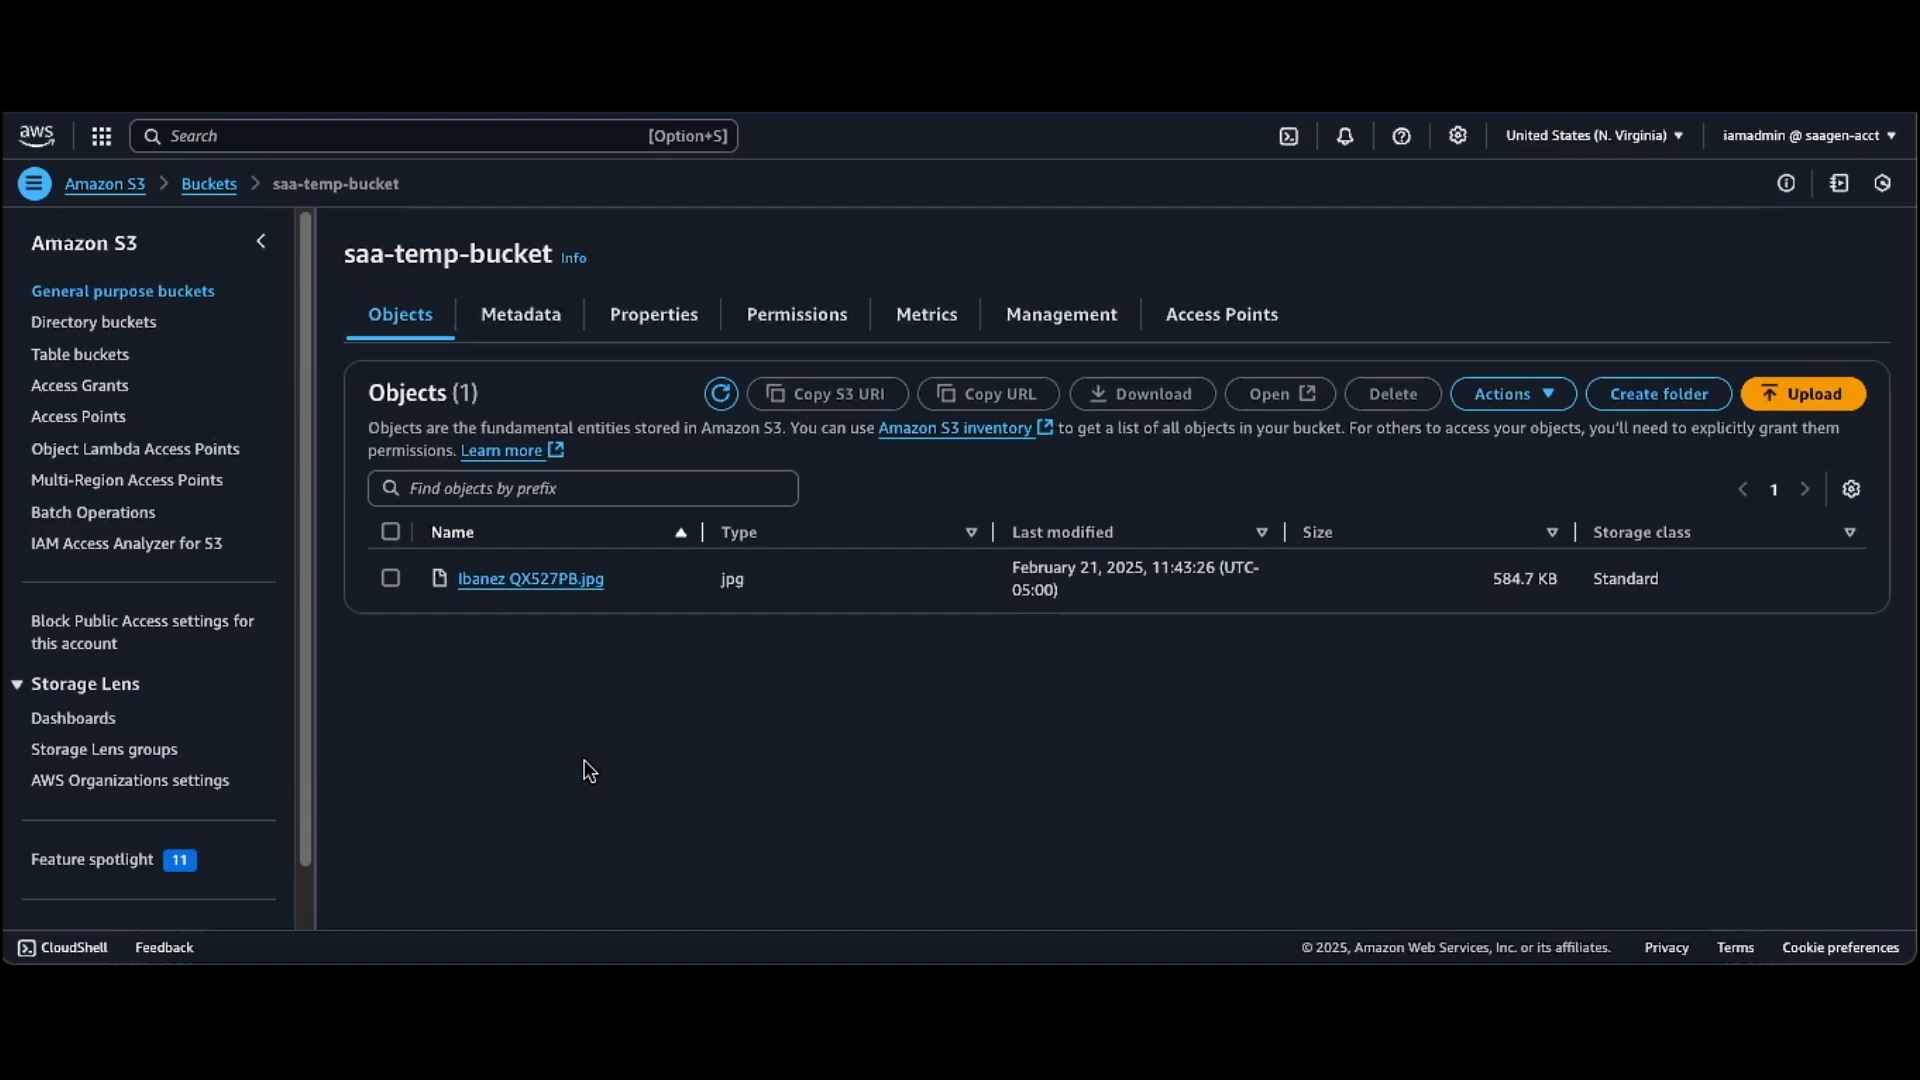 aws
Search [Option+S]
United States (N. Virginia)
iamadmin @ saagen-acct
Amazon S3 > Buckets > saa-temp-bucket
Amazon S3
General purpose buckets
Directory buckets
Table buckets
Access Grants
Access Points
Object Lambda Access Points
Multi-Region Access Points
Batch Operations
IAM Access Analyzer for S3
Block Public Access settings for
this account
Storage Lens
Dashboards
Storage Lens groups
AWS Organizations settings
Feature spotlight 11
saa-temp-bucket Info
Objects Metadata Properties Permissions Metrics Management Access Points
Objects (1)
Copy S3 URI Copy URL Download Open Delete Actions Create folder Upload
Objects are the fundamental entities stored in Amazon S3. You can use Amazon S3 inventory to get a list of all objects in your bucket. For others to access your objects, you'll need to explicitly grant them
permissions. Learn more
Find objects by prefix
1
Name Type Last modified Size Storage class
Ibanez QX527PB.jpg jpg February 21, 2025, 11:43:26 (UTC-
05:00) 584.7 KB Standard
CloudShell Feedback © 2025, Amazon Web Services, Inc. or its affiliates. Privacy Terms Cookie preferences